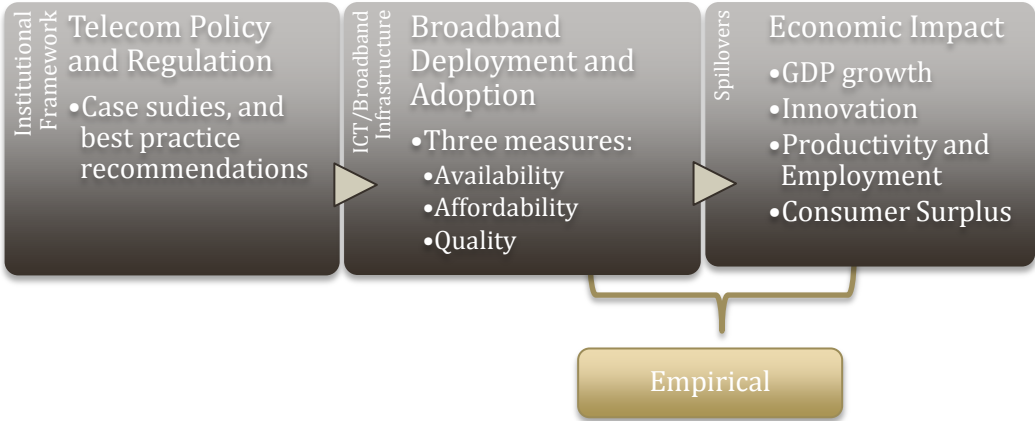 Institutional
Framework
Telecom Policy
and Regulation
•Case sudies, and
best practice
recommendations
ICT/Broadband
Infrastructure
Broadband
Deployment and
Adoption
•Three measures:
•Availability
•Affordability
•Quality
Spillovers
Economic Impact
•GDP growth
•Innovation
•Productivity and
Employment
•Consumer Surplus
Empirical